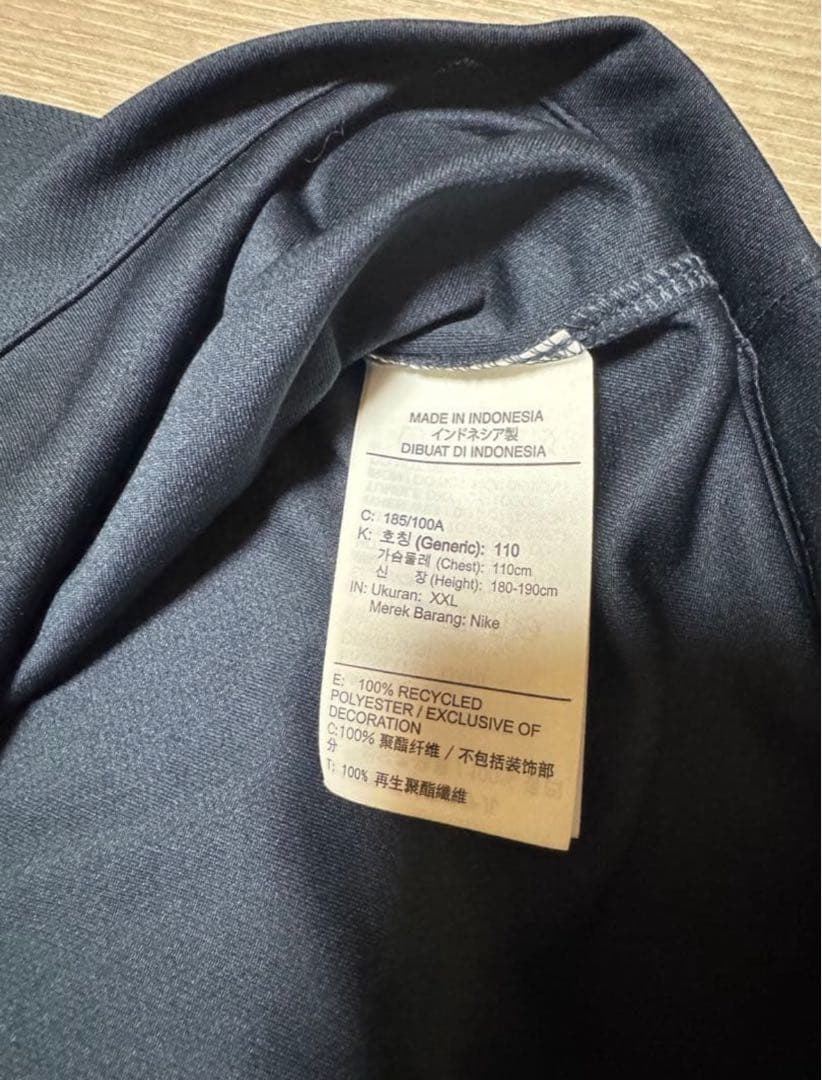 MADE IN INDONESIA
インドネシア製
DIBUAT DI INDONESIA
C: 185/100A
K: 호칭 (Generic): 110
가슴둘레 (Chest): 110cm
신 장 (Height): 180-190cm
IN: Ukuran: XXL
Merek Barang: Nike
E: 100% RECYCLED
POLYESTER / EXCLUSIVE OF
DECORATION
C:100% 聚酯纤维 / 不包括装饰部
分
T: 100% 再生聚酯纖維